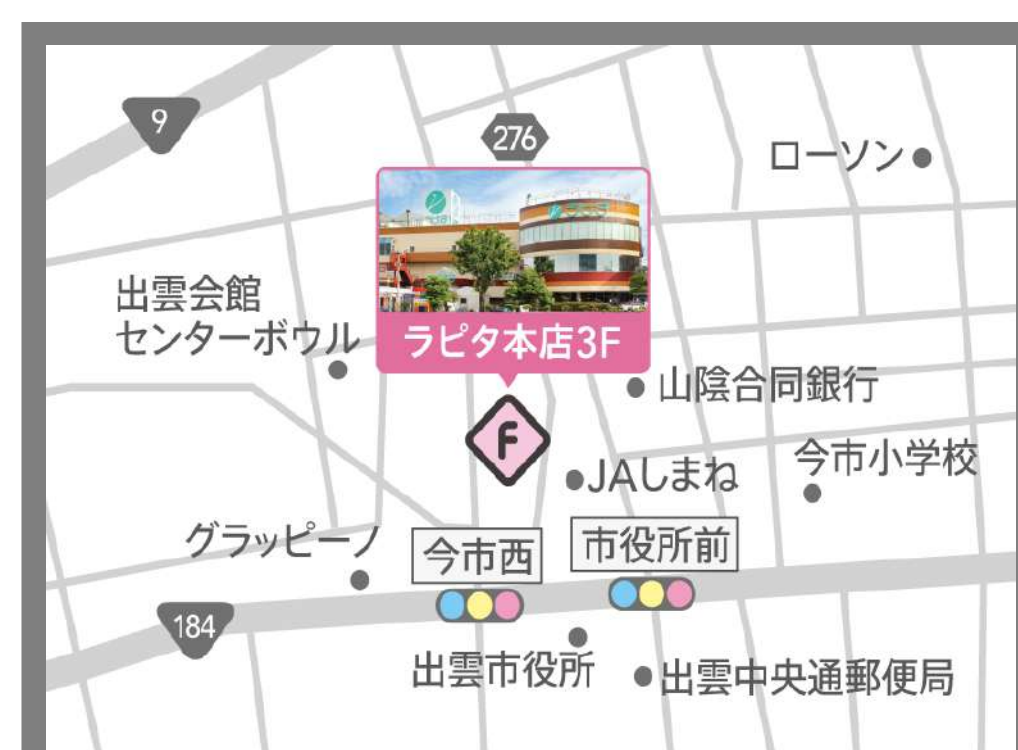 9
276
ローソン
出雲会館
センターボウル
ラピタ本店3F
山陰合同銀行
F
JAしまね
今市小学校
グラッピーノ
今市西
市役所前
184
出雲市役所
出雲中央通郵便局